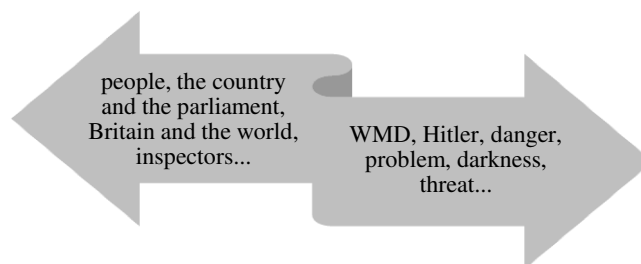 people, the country
and the parliament,
Britain and the world,
inspectors...
WMD, Hitler, danger,
problem, darkness,
threat...